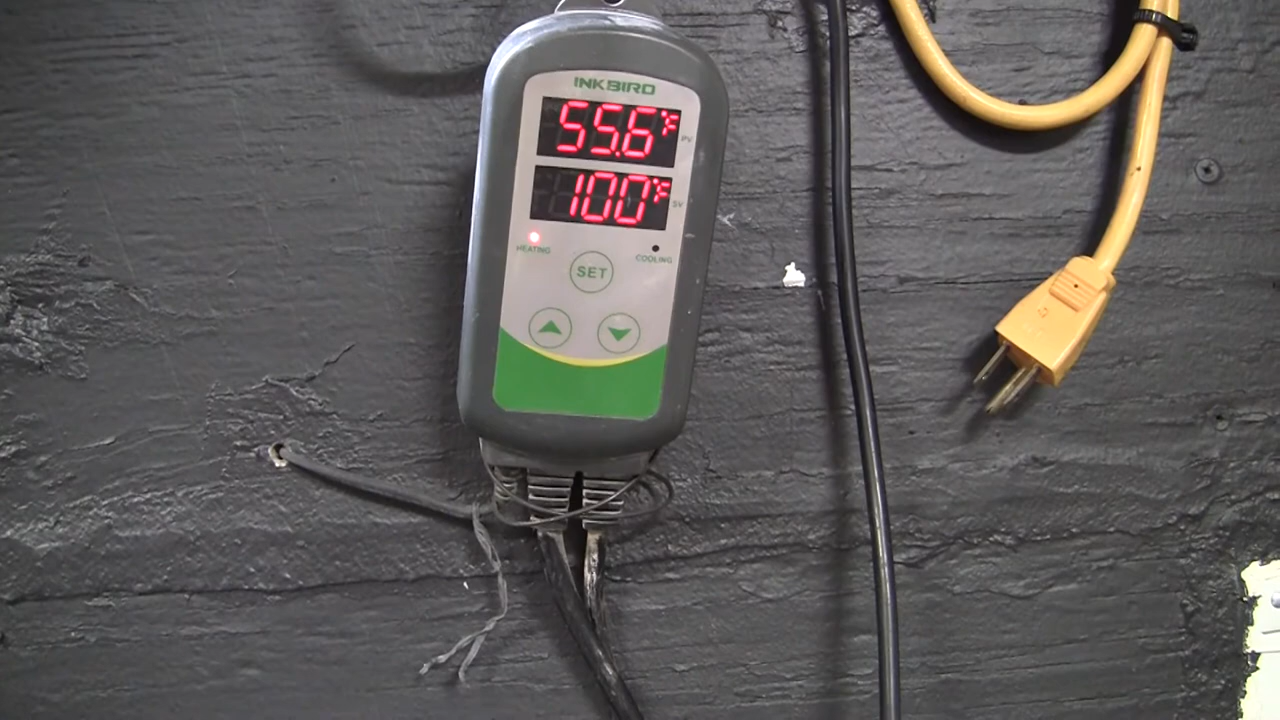 INKBIRD
55.6°F PV
100°F SV
HEATING
COOLING
SET